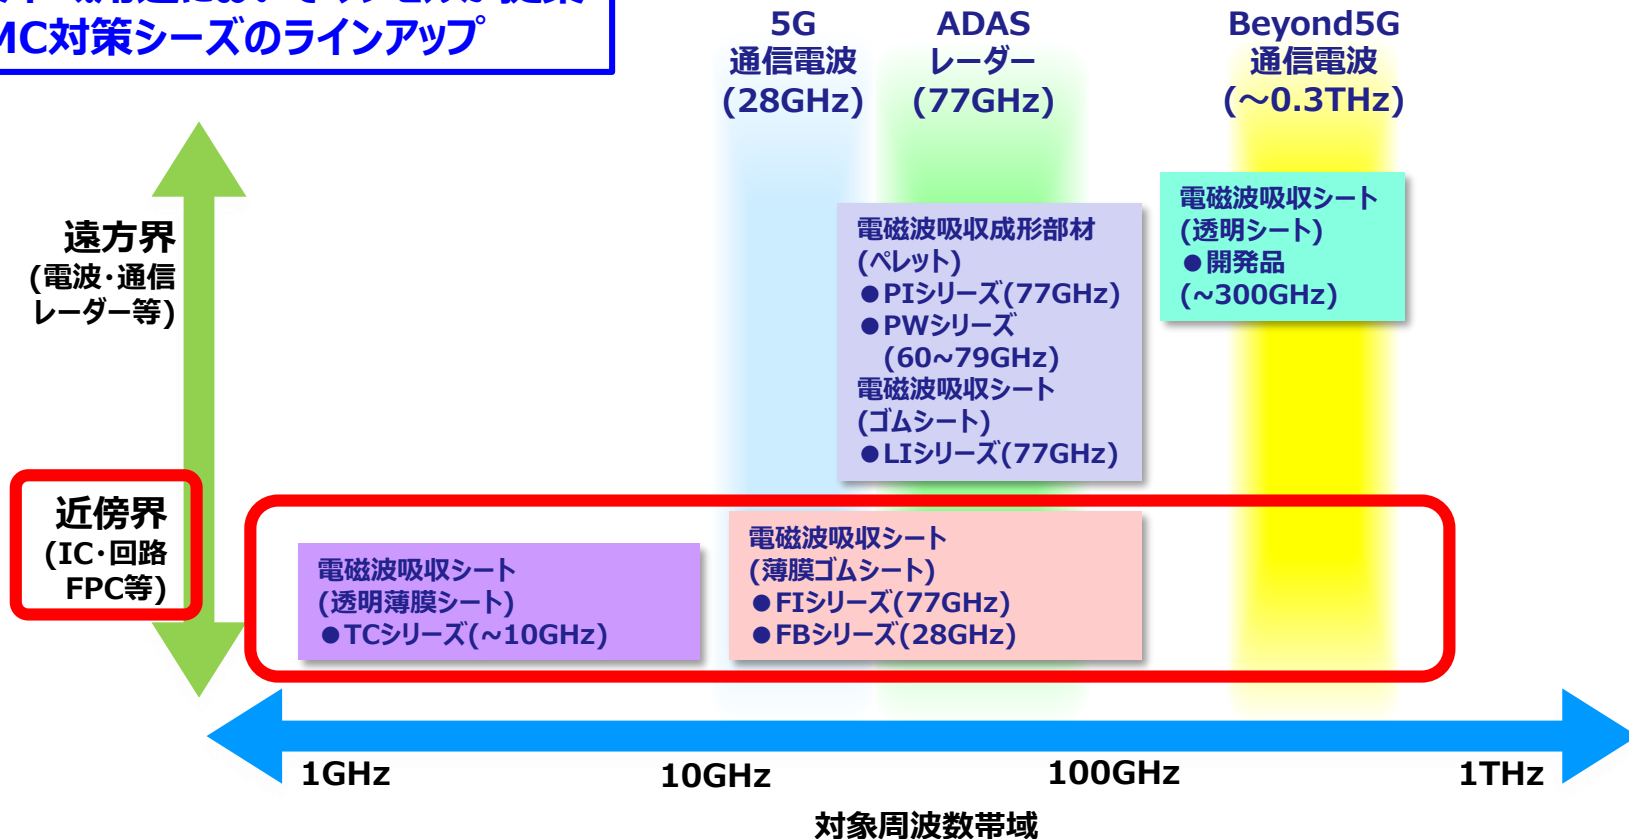 MC対策シーズのラインアップ
5G
通信電波
(28GHz)
ADAS
レーダー
(77GHz)
Beyond5G
通信電波
(～0.3THz)
遠方界
(電波・通信
レーダー等)
電磁波吸収成形部材
(ペレット)
●PIシリーズ(77GHz)
●PWシリーズ
(60~79GHz)
電磁波吸収シート
(ゴムシート)
●LIシリーズ(77GHz)
電磁波吸収シート
(透明シート)
●開発品
(~300GHz)
近傍界
(IC・回路
FPC等)
電磁波吸収シート
(透明薄膜シート)
●TCシリーズ(~10GHz)
電磁波吸収シート
(薄膜ゴムシート)
●FIシリーズ(77GHz)
●FBシリーズ(28GHz)
1GHz
10GHz
100GHz
1THz
対象周波数帯域